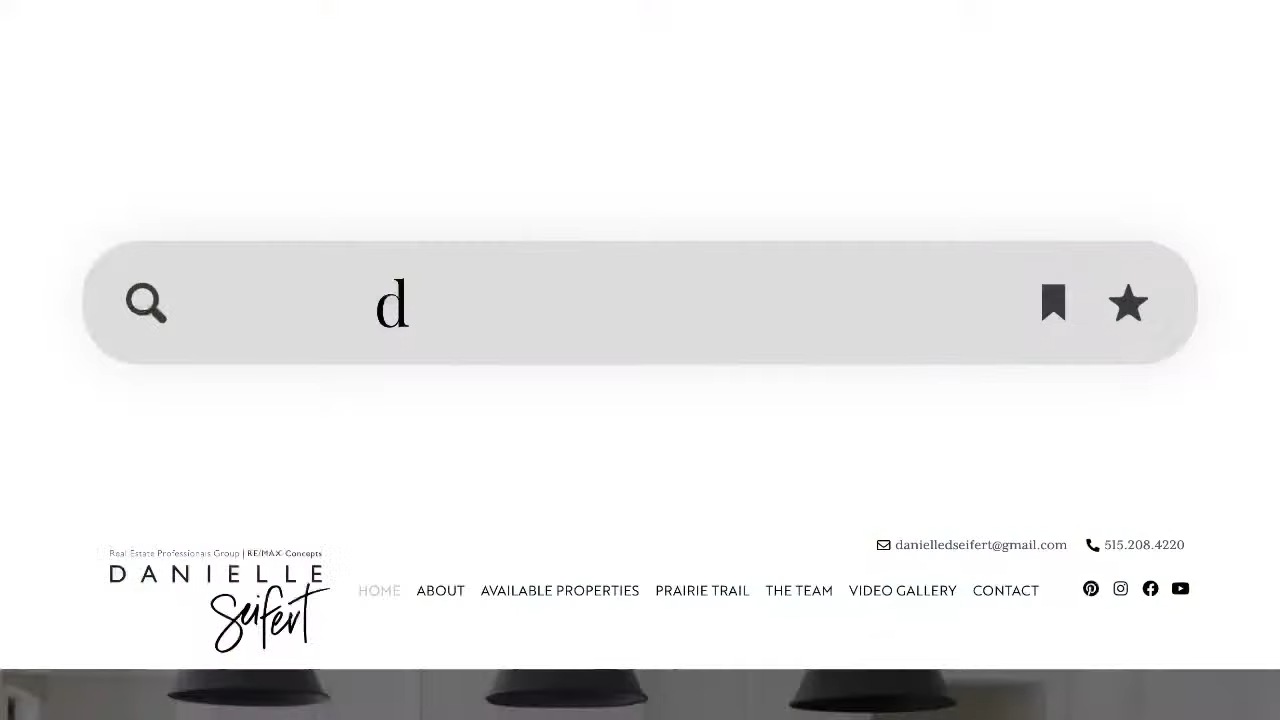 d
danielledseifert@gmail.com 515.208.4220
Real Estate Professionals Group | RE/MAX Concepts
DANIELLE
Seifert
HOME ABOUT AVAILABLE PROPERTIES PRAIRIE TRAIL THE TEAM VIDEO GALLERY CONTACT